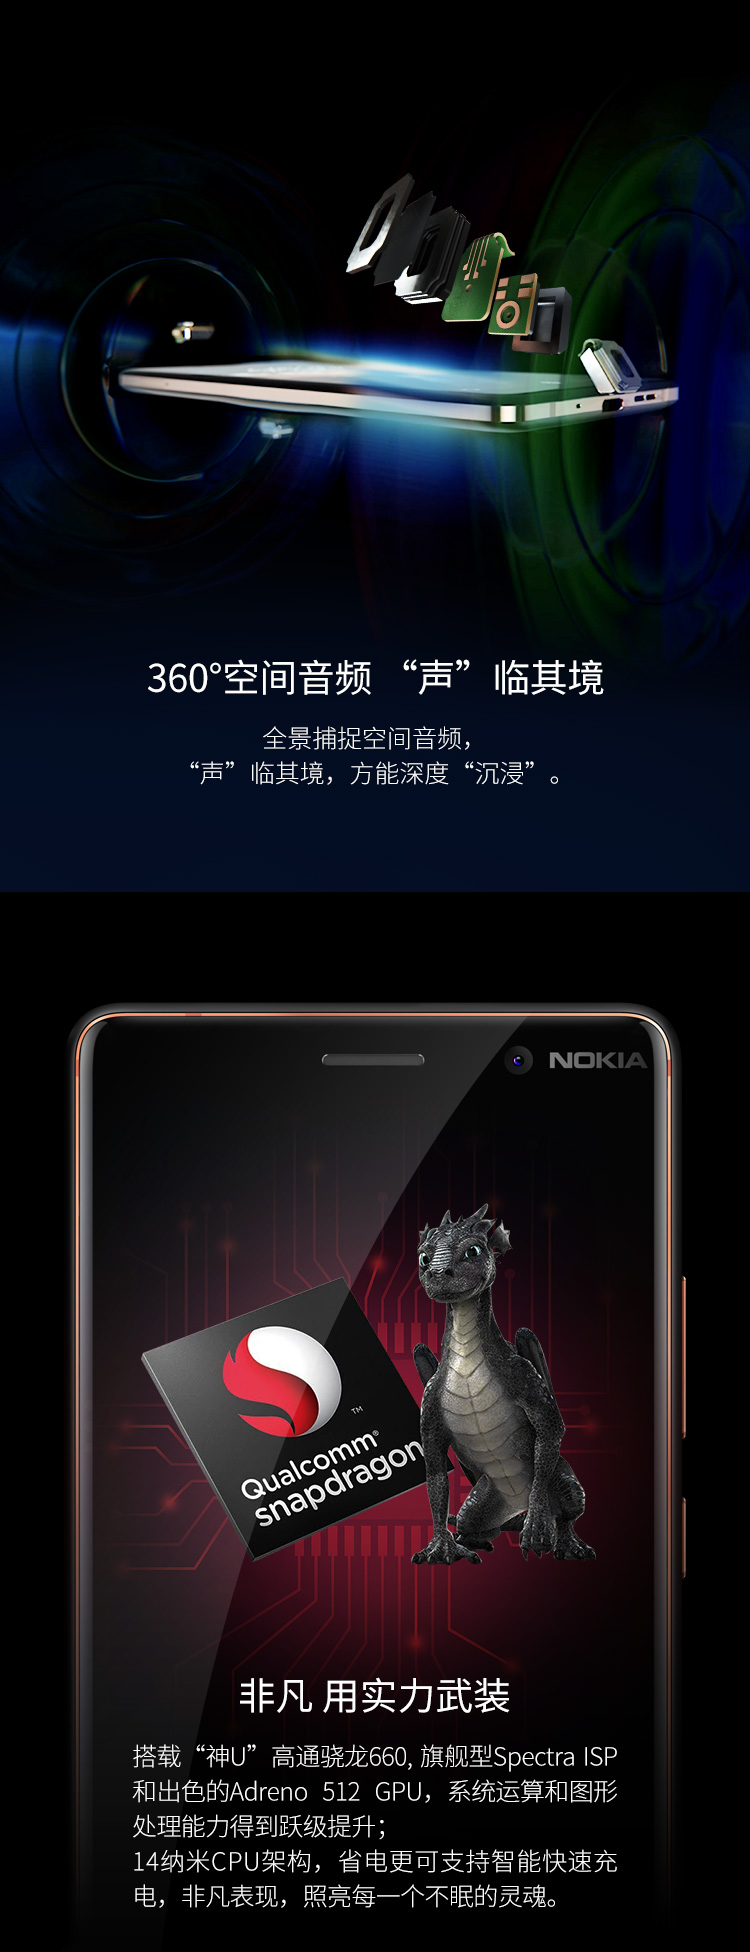 360°空间音频 “声”临其境
全景捕捉空间音频，
“声”临其境，方能深度“沉浸”。
NOKIA
TM
Qualcomm®
snapdragon
非凡 用实力武装
搭载“神U”高通骁龙660, 旗舰型Spectra ISP
和出色的Adreno 512 GPU，系统运算和图形
处理能力得到跃级提升；
14纳米CPU架构，省电更可支持智能快速充
电，非凡表现，照亮每一个不眠的灵魂。